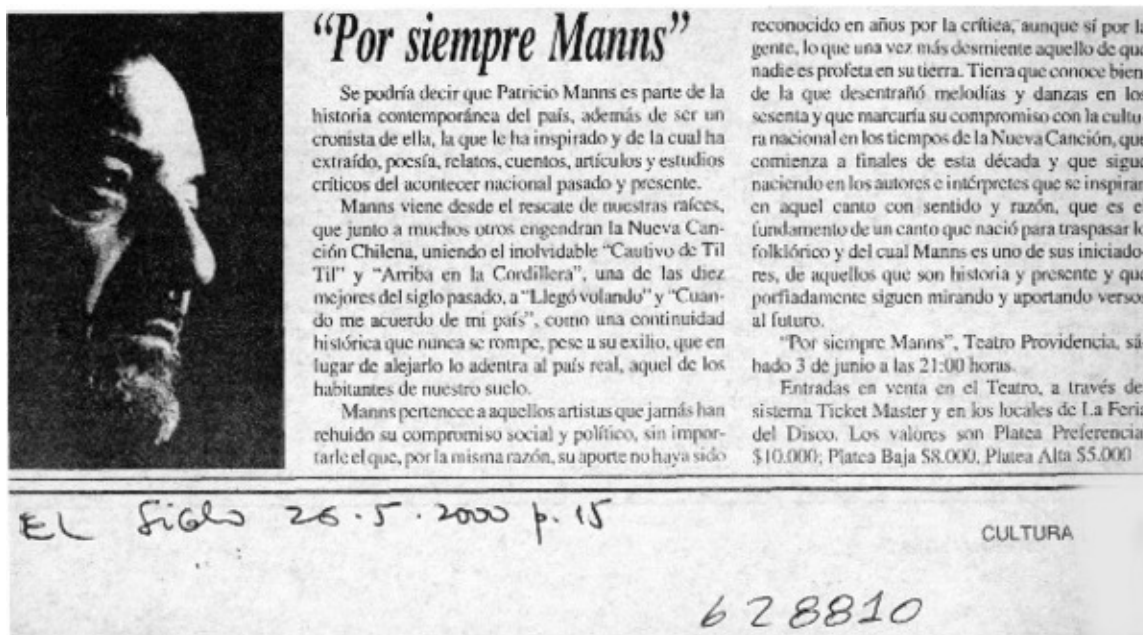 “Por siempre Manns”
Se podría decir que Patricio Manns es parte de la
historia contemporánea del país, además de ser un
cronista de ella, la que le ha inspirado y de la cual ha
extraído, poesía, relatos, cuentos, artículos y estudios
críticos del acontecer nacional pasado y presente.
Manns viene desde el rescate de nuestras raíces,
que junto a muchos otros engendran la Nueva Can-
ción Chilena, uniendo el inolvidable “Cautivo de Til
Til” y “Arriba en la Cordillera”, una de las diez
mejores del siglo pasado, a “Llegó volando” y “Cuan-
do me acuerdo de mi país”, como una continuidad
histórica que nunca se rompe, pese a su exilio, que en
lugar de alejarlo lo adentra al país real, aquel de los
habitantes de nuestro suelo.
Manns pertenece a aquellos artistas que jamás han
rehuido su compromiso social y político, sin impor-
tarle el que, por la misma razón, su aporte no haya sido
reconocido en años por la crítica, aunque sí por la
gente, lo que una vez más desmiente aquello de que
nadie es profeta en su tierra. Tierra que conoce bien,
de la que desentrañó melodías y danzas en los
sesenta y que marcaría su compromiso con la cultu-
ra nacional en los tiempos de la Nueva Canción, que
comienza a finales de esta década y que sigue
naciendo en los autores e intérpretes que se inspiran
en aquel canto con sentido y razón, que es el
fundamento de un canto que nació para traspasar lo
folklórico y del cual Manns es uno de sus iniciado-
res, de aquellos que son historia y presente y que
porfiadamente siguen mirando y aportando versos
al futuro.
“Por siempre Manns”, Teatro Providencia, sá-
bado 3 de junio a las 21:00 horas.
Entradas en venta en el Teatro, a través del
sistema Ticket Master y en los locales de La Feria
del Disco. Los valores son Platea Preferencial
$10.000; Platea Baja $8.000, Platea Alta $5.000
EL Siglo 26.5.2000 p. 15
CULTURA
628810